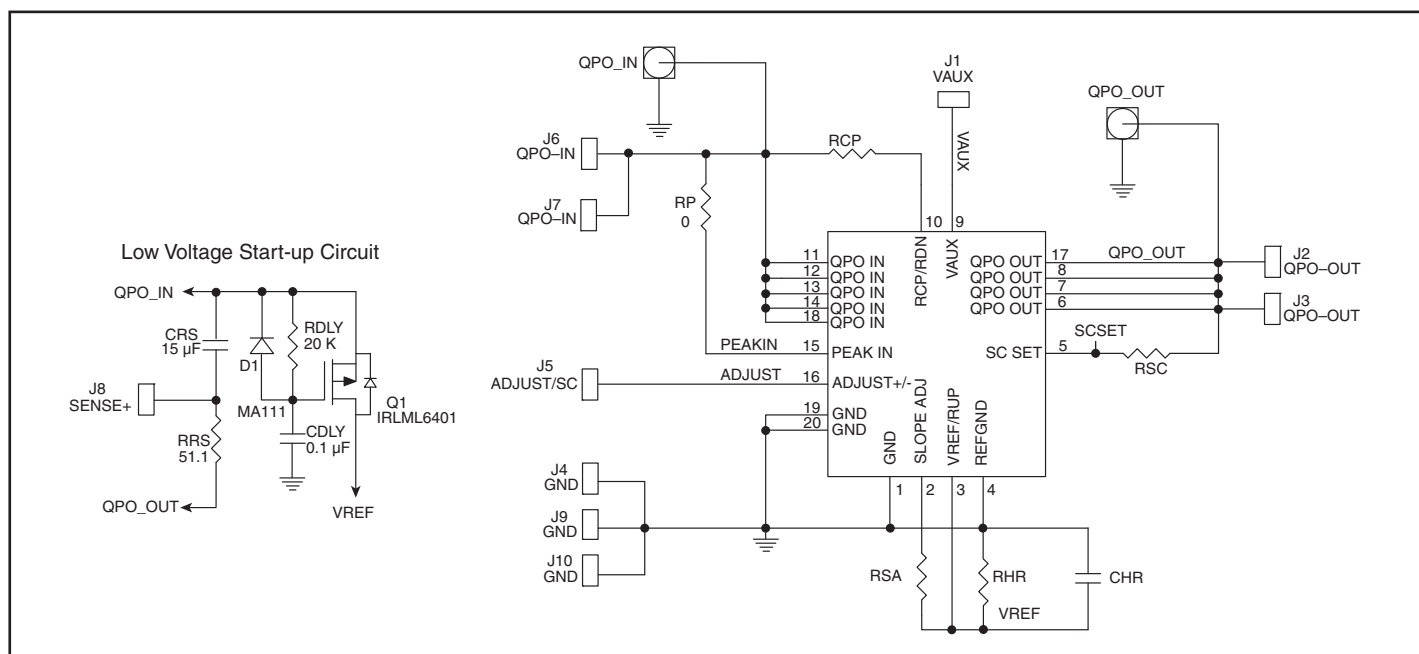 QPO_IN
J1
VAUX
QPO_OUT
J6
QPO–IN
RCP
VAUX
J7
QPO–IN
RP
0
10
9
RCP/RDN
VAUX
11
QPO IN
12
QPO IN
13
QPO IN
14
QPO IN
18
QPO IN
QPO OUT
17
QPO_OUT
QPO OUT
8
QPO OUT
7
QPO OUT
6
J2
QPO–OUT
J3
QPO–OUT
PEAKIN
15
PEAK IN
SC SET
5
SCSET
RSC
J5
ADJUST/SC
ADJUST
16
ADJUST+/-
19
GND
20
GND
GND
SLOPE ADJ
VREF/RUP
REFGND
1
2
3
4
J4
GND
J9
GND
J10
GND
RSA
RHR
CHR
VREF
Low Voltage Start-up Circuit
QPO_IN
CRS
15 µF
D1
RDLY
20 K
J8
SENSE+
MA111
Q1
IRLML6401
RRS
51.1
CDLY
0.1 µF
QPO_OUT
VREF